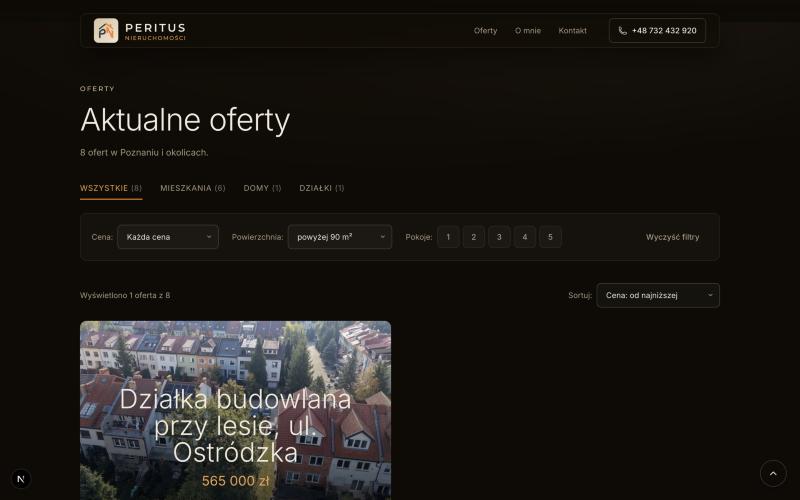 PERITUS
NIERUCHOMOŚCI
Oferty
O mnie
Kontakt
+48 732 432 920
OFERTY
Aktualne oferty
8 ofert w Poznaniu i okolicach.
WSZYSTKIE (8)
MIESZKANIA (6)
DOMY (1)
DZIAŁKI (1)
Cena:
Każda cena
Powierzchnia:
powyżej 90 m²
Pokoje:
1
2
3
4
5
Wyczyść filtry
Wyświetlono 1 oferta z 8
Sortuj:
Cena: od najniższej
Działka budowlana
przy lesie, ul.
Ostródzka
565 000 zł
N